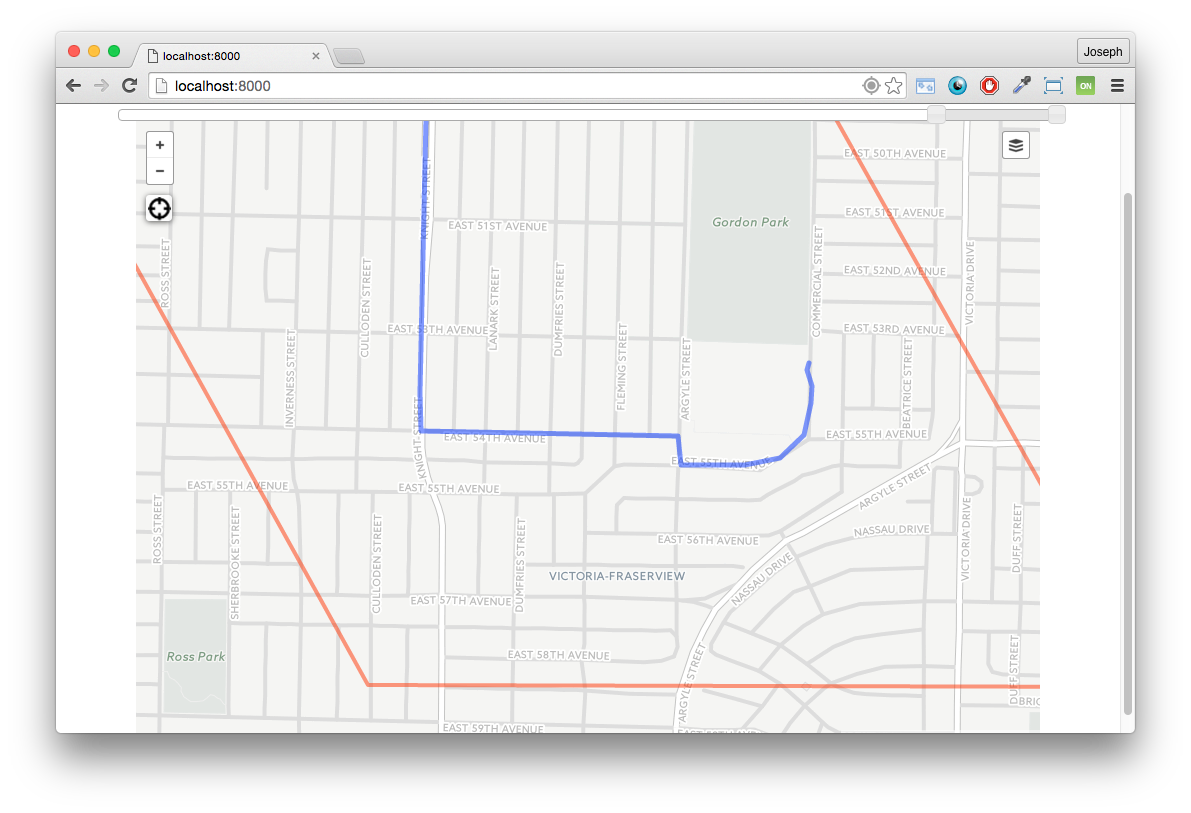 localhost:8000
Joseph
localhost:8000
ON
+
−
EAST 50TH AVENUE
KNIGHT STREET
EAST 51ST AVENUE
Gordon Park
EAST 51ST AVENUE
ROSS STREET
CULLODEN STREET
LANARK STREET
DUMFRIES STREET
COMMERCIAL STREET
VICTORIA DRIVE
EAST 52ND AVENUE
EAST 53TH AVENUE
EAST 53RD AVENUE
INVERNESS STREET
FLEMING STREET
ARGYLE STREET
BEATRICE STREET
KNIGHT STREET
EAST 54TH AVENUE
EAST 55TH AVENUE
EAST 55TH AVENUE
EAST 55TH AVENUE
EAST 55TH AVENUE
ARGYLE STREET
ROSS STREET
SHERBROOKE STREET
CULLODEN STREET
DUMFRIES STREET
EAST 56TH AVENUE
NASSAU DRIVE
VICTORIA DRIVE
DUFF STREET
VICTORIA-FRASERVIEW
NASSAU DRIVE
EAST 57TH AVENUE
Ross Park
EAST 58TH AVENUE
ARGYLE STREET
DUFF STREET
DBRIG
EAST 59TH AVENUE